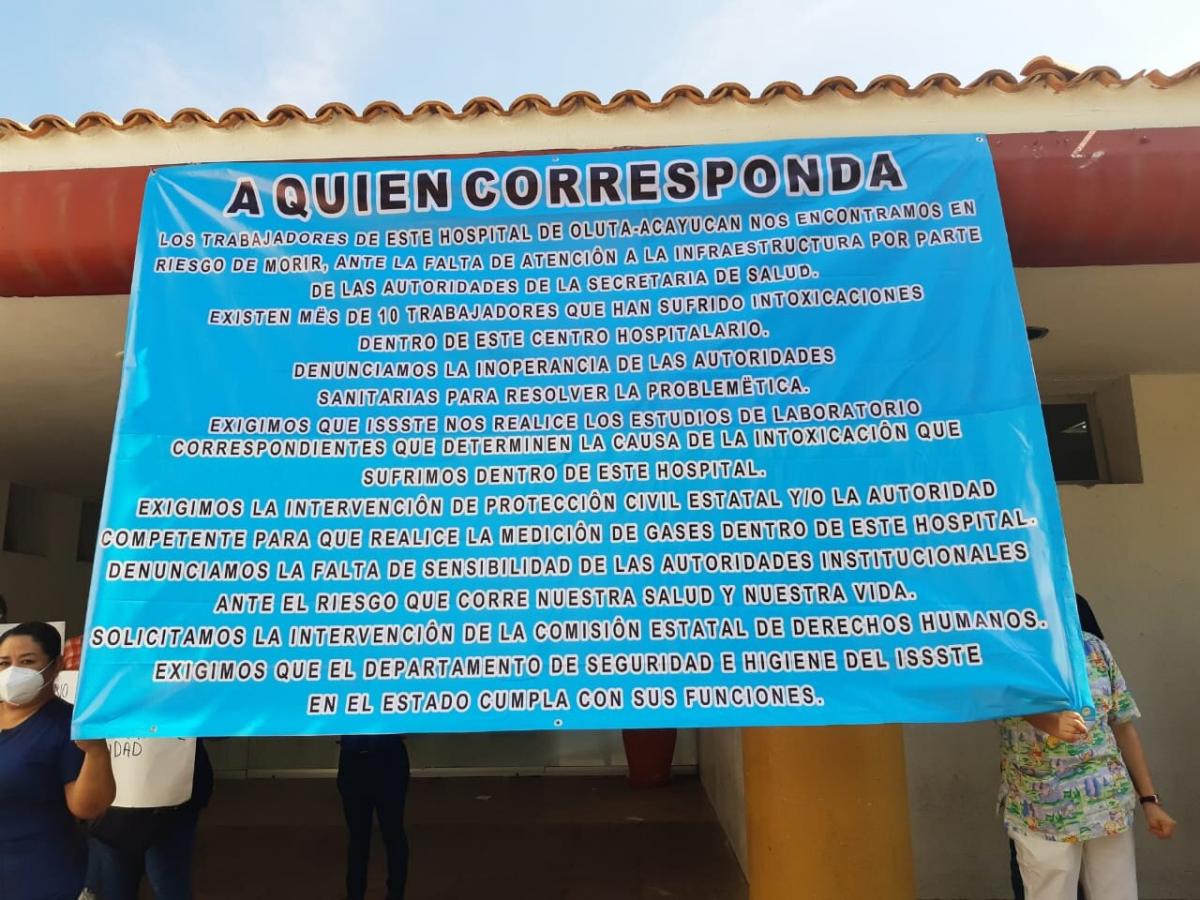 A QUIEN CORRESPONDA
LOS TRABAJADORES DE ESTE HOSPITAL DE OLUTA-ACAYUCAN NOS ENCONTRAMOS EN
RIESGO DE MORIR, ANTE LA FALTA DE ATENCIÓN A LA INFRAESTRUCTURA POR PARTE
DE LAS AUTORIDADES DE LA SECRETARIA DE SALUD.
EXISTEN MËS DE 10 TRABAJADORES QUE HAN SUFRIDO INTOXICACIONES
DENTRO DE ESTE CENTRO HOSPITALARIO.
DENUNCIAMOS LA INOPERANCIA DE LAS AUTORIDADES
SANITARIAS PARA RESOLVER LA PROBLEMËTICA.
EXIGIMOS QUE ISSSTE NOS REALICE LOS ESTUDIOS DE LABORATORIO
CORRESPONDIENTES QUE DETERMINEN LA CAUSA DE LA INTOXICACIÓN QUE
SUFRIMOS DENTRO DE ESTE HOSPITAL.
EXIGIMOS LA INTERVENCIÔN DE PROTECCIÔN CIVIL ESTATAL Y/O LA AUTORIDAD
COMPETENTE PARA QUE REALICE LA MEDICIÔN DE GASES DENTRO DE ESTE HOSPITAL.
DENUNCIAMOS LA FALTA DE SENSIBILIDAD DE LAS AUTORIDADES INSTITUCIONALES
ANTE EL RIESGO QUE CORRE NUESTRA SALUD Y NUESTRA VIDA.
SOLICITAMOS LA INTERVENCIÔN DE LA COMISIÔN ESTATAL DE DERECHOS HUMANOS.
EXIGIMOS QUE EL DEPARTAMENTO DE SEGURIDAD E HIGIENE DEL ISSSTE
EN EL ESTADO CUMPLA CON SUS FUNCIONES.
IDAD